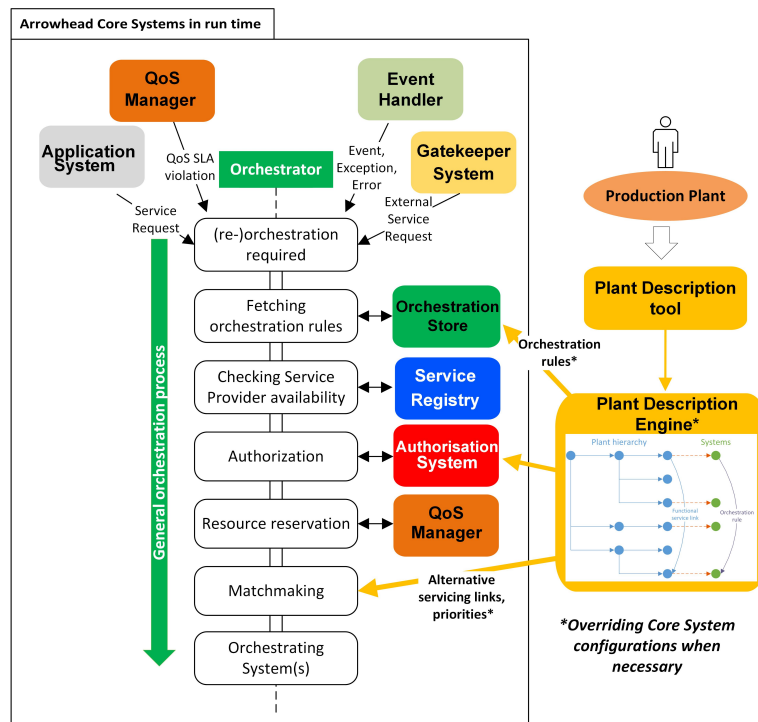 Arrowhead Core Systems in run time
QoS
Manager
Event
Handler
Application
System
QoS SLA
violation
Orchestrator
Event,
Exception,
Error
Gatekeeper
System
Service
Request
External
Service
Request
(re-)orchestration
required
Fetching
orchestration rules
Orchestration
Store
Checking Service
Provider availability
Service
Registry
Authorization
Authorisation
System
Resource reservation
QoS
Manager
Matchmaking
Orchestrating
System(s)
General orchestration process
Production Plant
Plant Description
tool
Orchestration
rules*
Plant Description
Engine*
Plant hierarchy
Systems
Functional
service link
Orchestration
rule
Alternative
servicing links,
priorities*
*Overriding Core System
configurations when
necessary